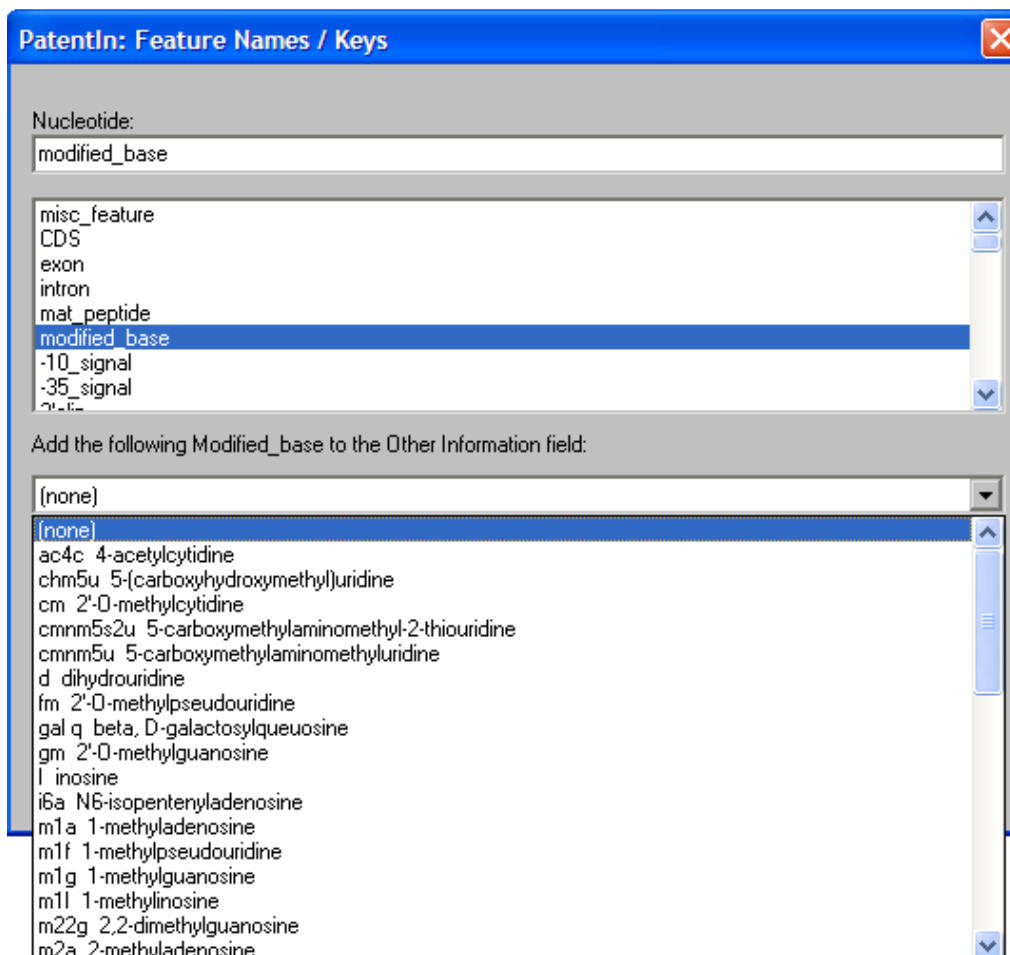 PatentIn: Feature Names / Keys
Nucleotide:
modified_base
misc_feature
CDS
exon
intron
mat_peptide
modified_base
-10_signal
-35_signal
Add the following Modified_base to the Other Information field:
(none)
(none)
ac4c 4-acetylcytidine
chm5u 5-(carboxyhydroxymethyl)uridine
cm 2'-O-methylcytidine
cmnm5s2u 5-carboxymethylaminomethyl-2-thiouridine
cmnm5u 5-carboxymethylaminomethyluridine
d dihydrouridine
fm 2'-O-methylpseudouridine
gal q beta, D-galactosylqueuosine
gm 2'-O-methylguanosine
I inosine
i6a N6-isopentenyladenosine
m1a 1-methyladenosine
m1f 1-methylpseudouridine
m1g 1-methylguanosine
m1I 1-methylinosine
m22g 2,2-dimethylguanosine
m2a 2-methyladenosine